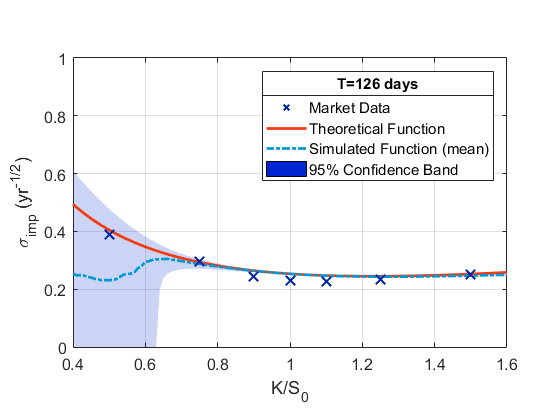 T=126 days
Market Data
Theoretical Function
Simulated Function (mean)
95% Confidence Band
1
0.8
0.6
0.4
0.2
0
σimp (yr-1/2)
0.4 0.6 0.8 1 1.2 1.4 1.6
K/S0